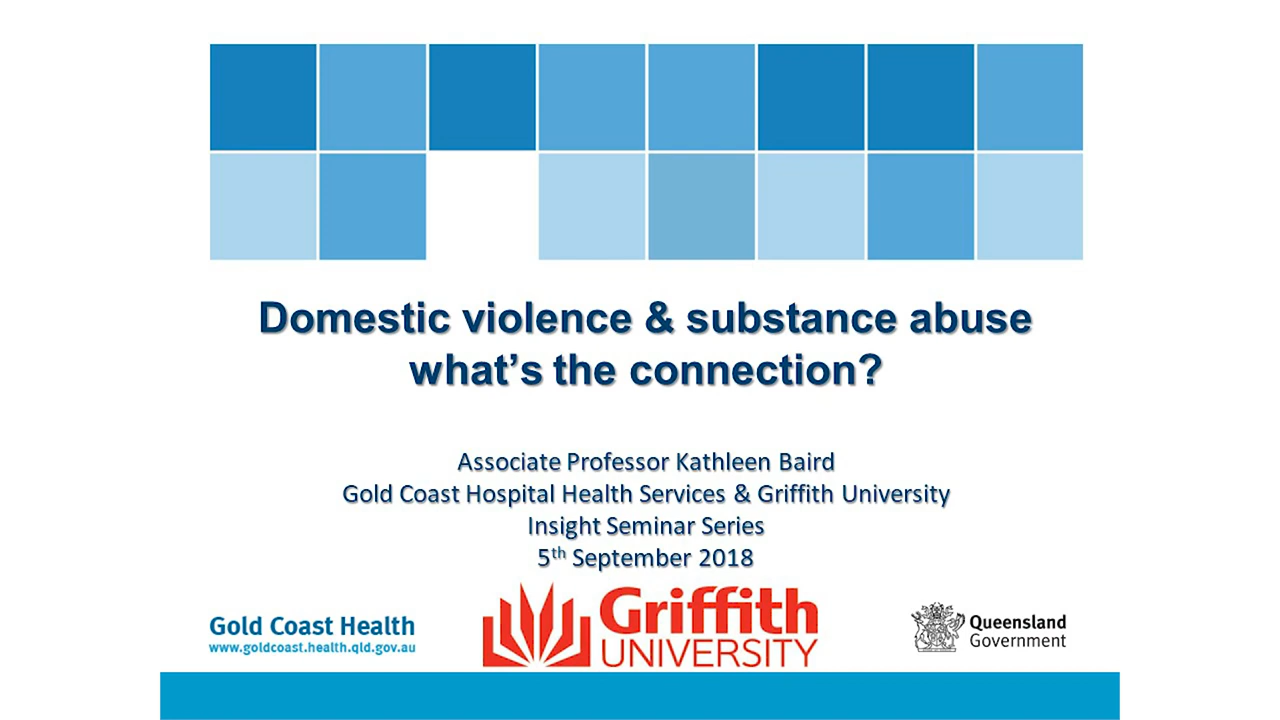 Domestic violence & substance abuse
what's the connection?
Associate Professor Kathleen Baird
Gold Coast Hospital Health Services & Griffith University
Insight Seminar Series
5th September 2018
Gold Coast Health
www.goldcoast.health.qld.gov.au
Griffith
UNIVERSITY
Queensland
Government